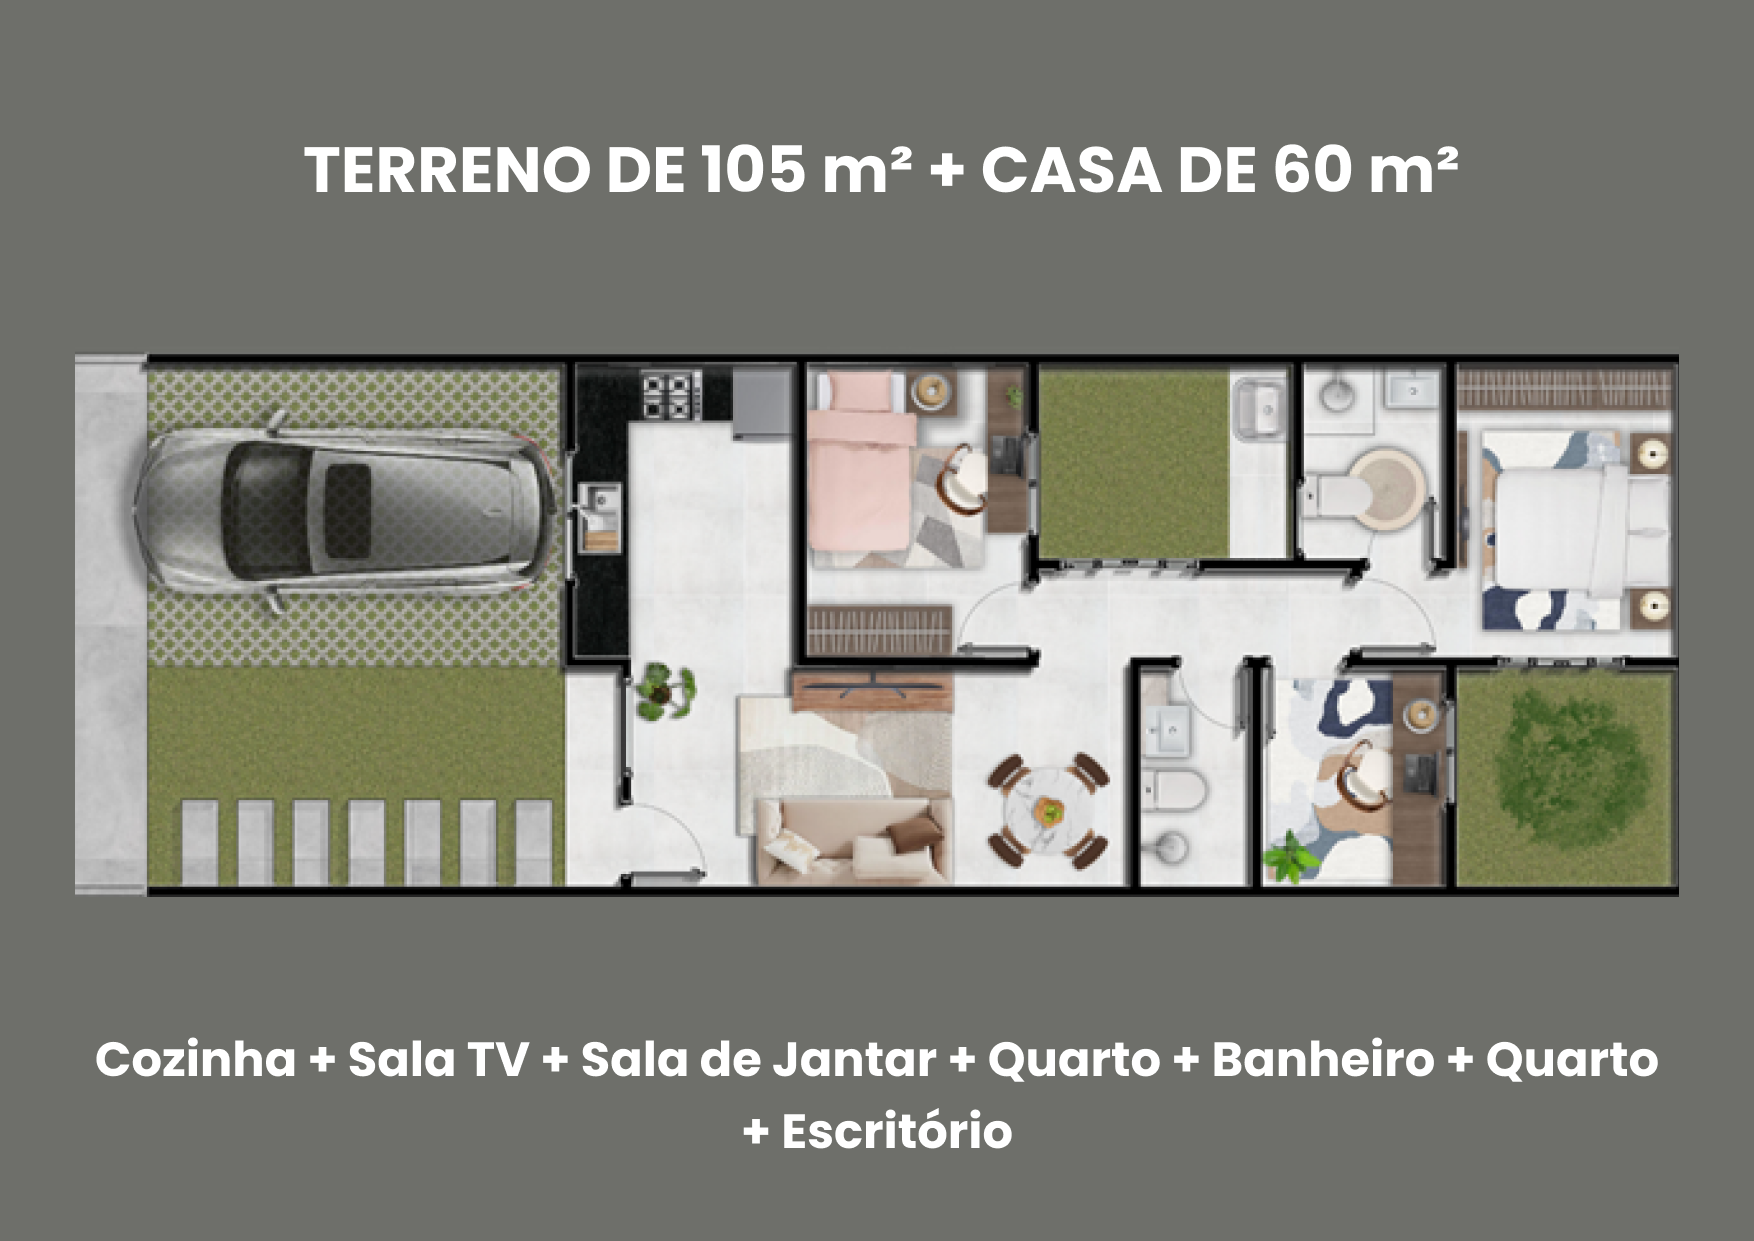 TERRENO DE 105 m² + CASA DE 60 m²
Cozinha + Sala TV + Sala de Jantar + Quarto + Banheiro + Quarto
+ Escritório